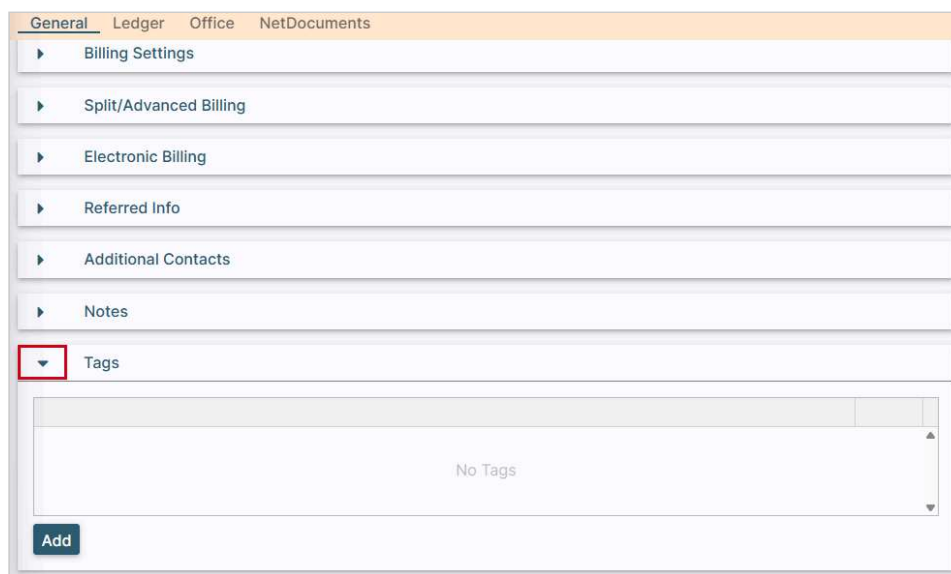 General Ledger Office NetDocuments
Billing Settings
Split/Advanced Billing
Electronic Billing
Referred Info
Additional Contacts
Notes
Tags
No Tags
Add